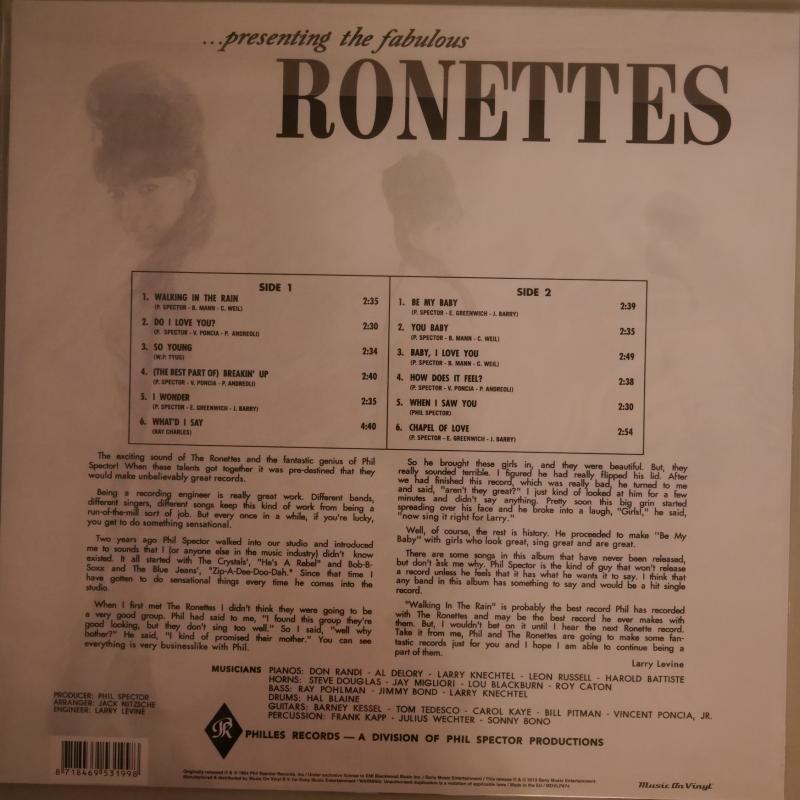 ...presenting the fabulous
RONETTES
SIDE 1
1. WALKING IN THE RAIN 2:35
(P. SPECTOR - B. MANN - C. WEIL)
2. DO I LOVE YOU? 2:30
(P. SPECTOR - V. PONCIA - P. ANDREOLI)
3. SO YOUNG 2:34
(W.P. TYUS)
4. (THE BEST PART OF) BREAKIN' UP 2:40
(P. SPECTOR - V. PONCIA - P. ANDREOLI)
5. I WONDER 2:35
(P. SPECTOR - E. GREENWICH - J. BARRY)
6. WHAT'D I SAY 4:40
(RAY CHARLES)
SIDE 2
1. BE MY BABY 2:39
(P. SPECTOR - E. GREENWICH - J. BARRY)
2. YOU BABY 2:35
(P. SPECTOR - B. MANN - C. WEIL)
3. BABY, I LOVE YOU 2:49
(P. SPECTOR - B. MANN - C. WEIL)
4. HOW DOES IT FEEL? 2:38
(P. SPECTOR - V. PONCIA - P. ANDREOLI)
5. WHEN I SAW YOU 2:30
(PHIL SPECTOR)
6. CHAPEL OF LOVE 2:54
(P. SPECTOR - E. GREENWICH - J. BARRY)
The exciting sound of The Ronettes and the fantastic genius of Phil
Spector! When these talents got together it was pre-destined that they
would make unbelievably great records.
Being a recording engineer is really great work. Different bands,
different singers, different songs keep this kind of work from being a
run-of-the-mill sort of job. But every once in a while, if you're lucky,
you get to do something sensational.
Two years ago Phil Spector walked into our studio and introduced
me to sounds that I (or anyone else in the music industry) didn't know
existed. It all started with The Crystals', "He's A Rebel" and Bob-B-
Soxx and The Blue Jeans', "Zip-A-Dee-Doo-Dah." Since that time I
have gotten to do sensational things every time he comes into the
studio.
When I first met The Ronettes I didn't think they were going to be
a very good group. Phil had said to me, "I found this group they're
good looking, but they don't sing too well." So I said, "well why
bother?" He said, "I kind of promised their mother." You can see
everything is very businesslike with Phil.
So he brought these girls in, and they were beautiful. But, they
really sounded terrible. I figured he had really flipped his lid. After
we had finished this record, which was really bad, he turned to me
and said, "aren't they great?" I just kind of looked at him for a few
minutes and didn't say anything. Pretty soon this big grin started
spreading over his face and he broke into a laugh, "Girls!," he said,
"now sing it right for Larry."
Well, of course, the rest is history. He proceeded to make "Be My
Baby" with girls who look great, sing great and are great.
There are some songs in this album that have never been released,
but don't ask me why. Phil Spector is the kind of guy that won't release
a record unless he feels that it has what he wants it to say. I think that
any band in this album has something to say and would be a hit single
record.
"Walking In The Rain" is probably the best record Phil has recorded
with The Ronettes and may be the best record he ever makes with
them. But, I wouldn't bet on it until I hear the next Ronette record.
Take it from me, Phil and The Ronettes are going to make some fan-
tastic records just for you and I hope I am able to continue being a
part of them.
Larry Levine
MUSICIANS PIANOS: DON RANDI - AL DELORY - LARRY KNECHTEL - LEON RUSSELL - HAROLD BATTISTE
HORNS: STEVE DOUGLAS - JAY MIGLIORI - LOU BLACKBURN - ROY CATON
BASS: RAY POHLMAN - JIMMY BOND - LARRY KNECHTEL
DRUMS: HAL BLAINE
GUITARS: BARNEY KESSEL - TOM TEDESCO - CAROL KAYE - BILL PITMAN - VINCENT PONCIA, JR.
PERCUSSION: FRANK KAPP - JULIUS WECHTER - SONNY BONO
PRODUCER: PHIL SPECTOR
ARRANGER: JACK NITZSCHE
ENGINEER: LARRY LEVINE
PR
PHILLES RECORDS — A DIVISION OF PHIL SPECTOR PRODUCTIONS
8 718469 531998
Music On Vinyl